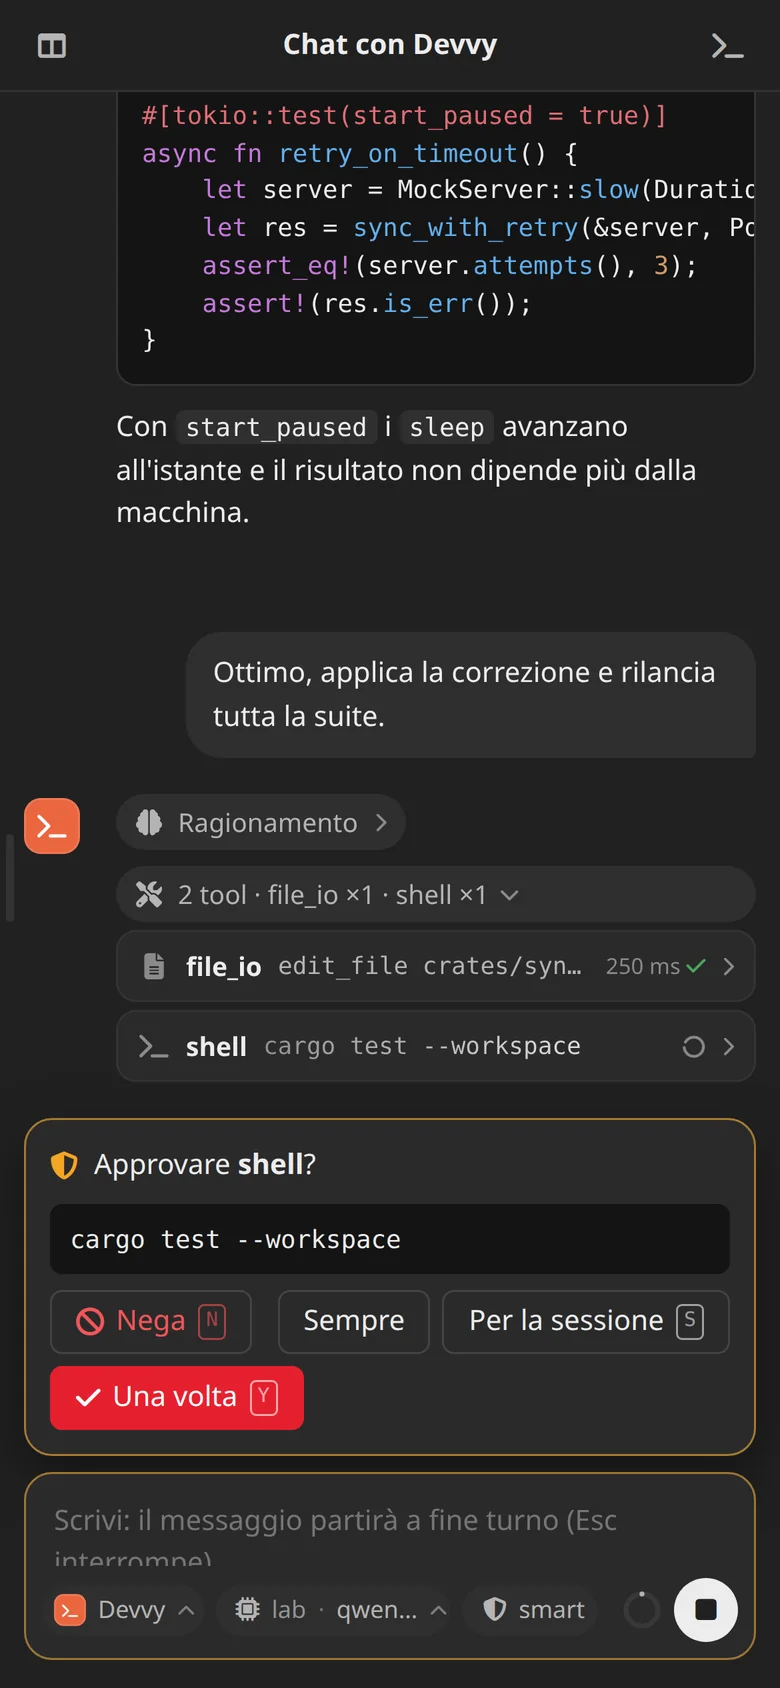 Chat con Devvy
#[tokio::test(start_paused = true)]
async fn retry_on_timeout() {
    let server = MockServer::slow(Duratio
    let res = sync_with_retry(&server, Po
    assert_eq!(server.attempts(), 3);
    assert!(res.is_err());
}
Con start_paused i sleep avanzano
all'istante e il risultato non dipende più dalla
macchina.
Ottimo, applica la correzione e rilancia
tutta la suite.
Ragionamento
2 tool · file_io ×1 · shell ×1
file_io edit_file crates/syn… 250 ms
shell cargo test --workspace
Approvare shell?
cargo test --workspace
Nega N Sempre Per la sessione S
Una volta Y
Scrivi: il messaggio partirà a fine turno (Esc
interrompe)
Devvy lab · qwen… smart